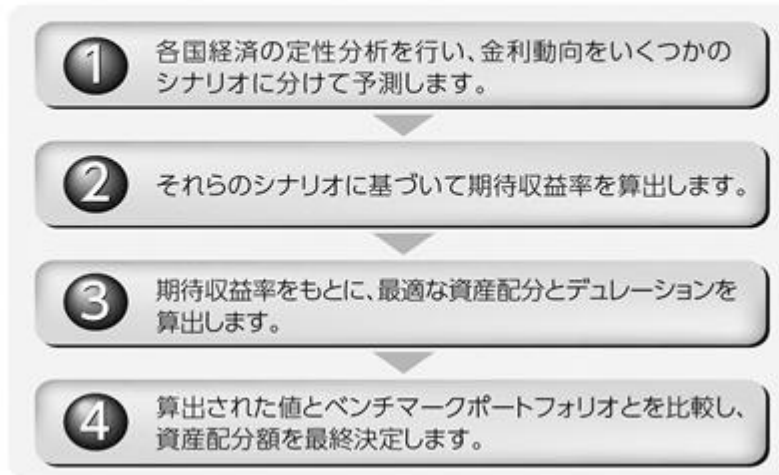 1
各国経済の定性分析を行い、金利動向をいくつかの
シナリオに分けて予測します。
2
それらのシナリオに基づいて期待収益率を算出します。
3
期待収益率をもとに、最適な資産配分とデュレーションを
算出します。
4
算出された値とベンチマークポートフォリオとを比較し、
資産配分額を最終決定します。